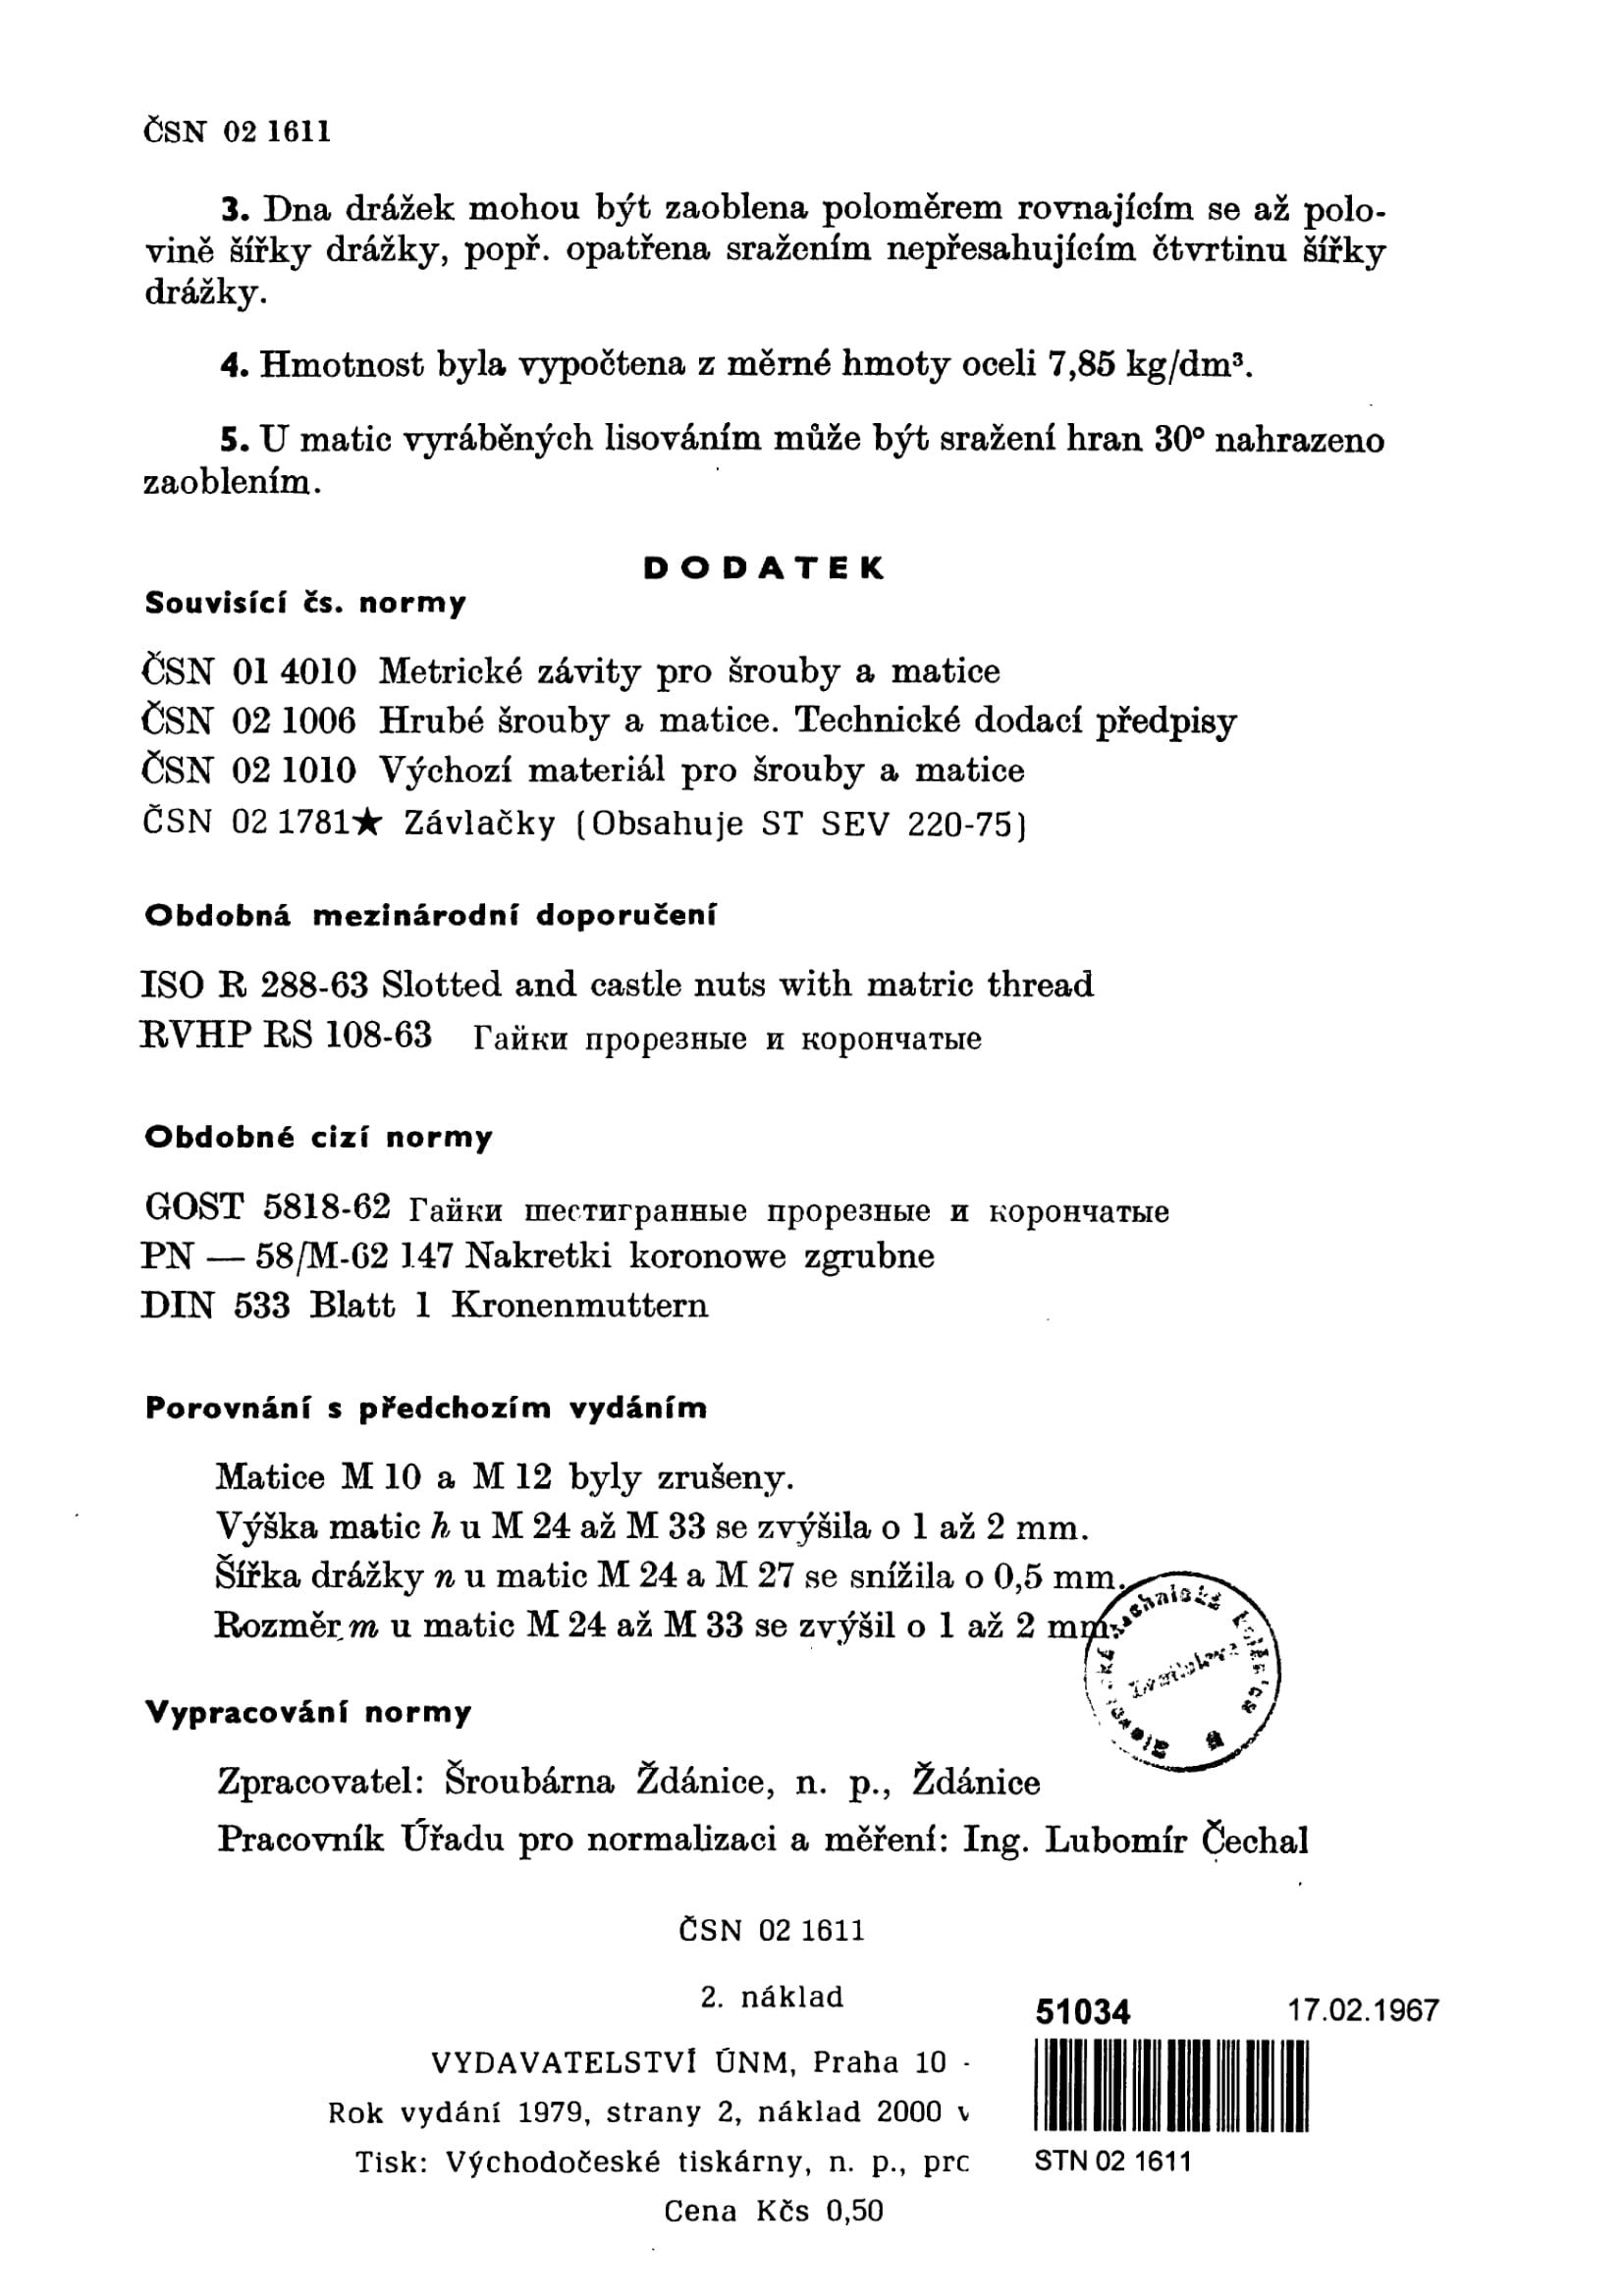 ČSN 02 1611
3. Dna drážek mohou být zaoblena poloměrem rovnajícím se až polo-
vině šířky drážky, popř. opatřena sražením nepřesahujícím čtvrtinu šířky
drážky.
4. Hmotnost byla vypočtena z měrné hmoty oceli 7,85 kg/dm³.
5. U matic vyráběných lisováním může být sražení hran 30° nahrazeno
zaoblením.
DODATEK
Souvisící čs. normy
ČSN 01 4010 Metrické závity pro šrouby a matice
ČSN 02 1006 Hrubé šrouby a matice. Technické dodací předpisy
ČSN 02 1010 Výchozí materiál pro šrouby a matice
ČSN 02 1781★ Závlačky (Obsahuje ST SEV 220-75)
Obdobná mezinárodní doporučení
ISO R 288-63 Slotted and castle nuts with matric thread
RVHP RS 108-63 Гайки прорезные и корончатые
Obdobné cizí normy
GOST 5818-62 Гайки шестигранные прорезные и корончатые
PN — 58/M-62 147 Nakretki koronowe zgrubne
DIN 533 Blatt 1 Kronenmuttern
Porovnání s předchozím vydáním
Matice M 10 a M 12 byly zrušeny.
Výška matic h u M 24 až M 33 se zvýšila o 1 až 2 mm.
Šířka drážky n u matic M 24 a M 27 se snížila o 0,5 mm.
Rozměr m u matic M 24 až M 33 se zvýšil o 1 až 2 mm.
Vypracování normy
Zpracovatel: Šroubárna Ždánice, n. p., Ždánice
Pracovník Úřadu pro normalizaci a měření: Ing. Lubomír Čechal
ČSN 02 1611
2. náklad
51034 17.02.1967
VYDAVATELSTVÍ ÚNM, Praha 10 -
Rok vydání 1979, strany 2, náklad 2000
Tisk: Východočeské tiskárny, n. p.,
STN 02 1611
Cena Kčs 0,50